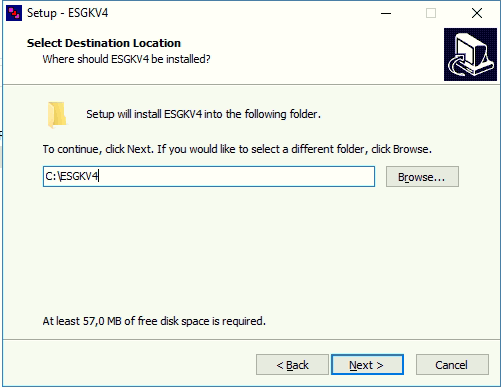 Setup - ESGKV4
Select Destination Location
Where should ESGKV4 be installed?
Setup will install ESGKV4 into the following folder.
To continue, click Next. If you would like to select a different folder, click Browse.
C:\ESGKV4
Browse...
At least 57,0 MB of free disk space is required.
< Back
Next >
Cancel